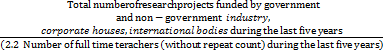 Total numberofresearchprojects funded by government
and non − government industry,
corporate houses, international bodies during the last five years
(2.2 Number of full time terachers (without repeat count) during the last five years)